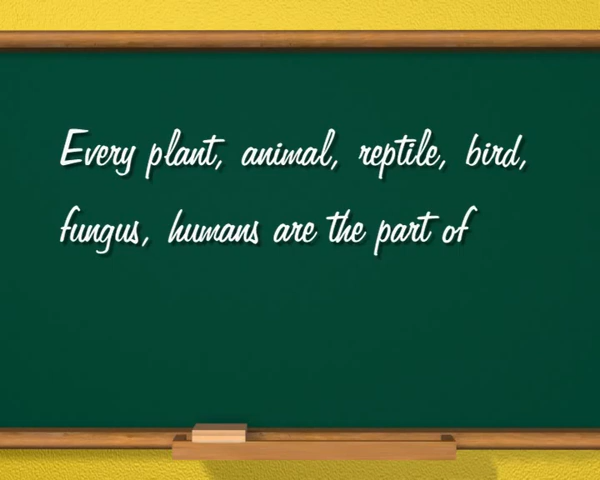 Every plant, animal, reptile, bird,
fungus, humans are the part of